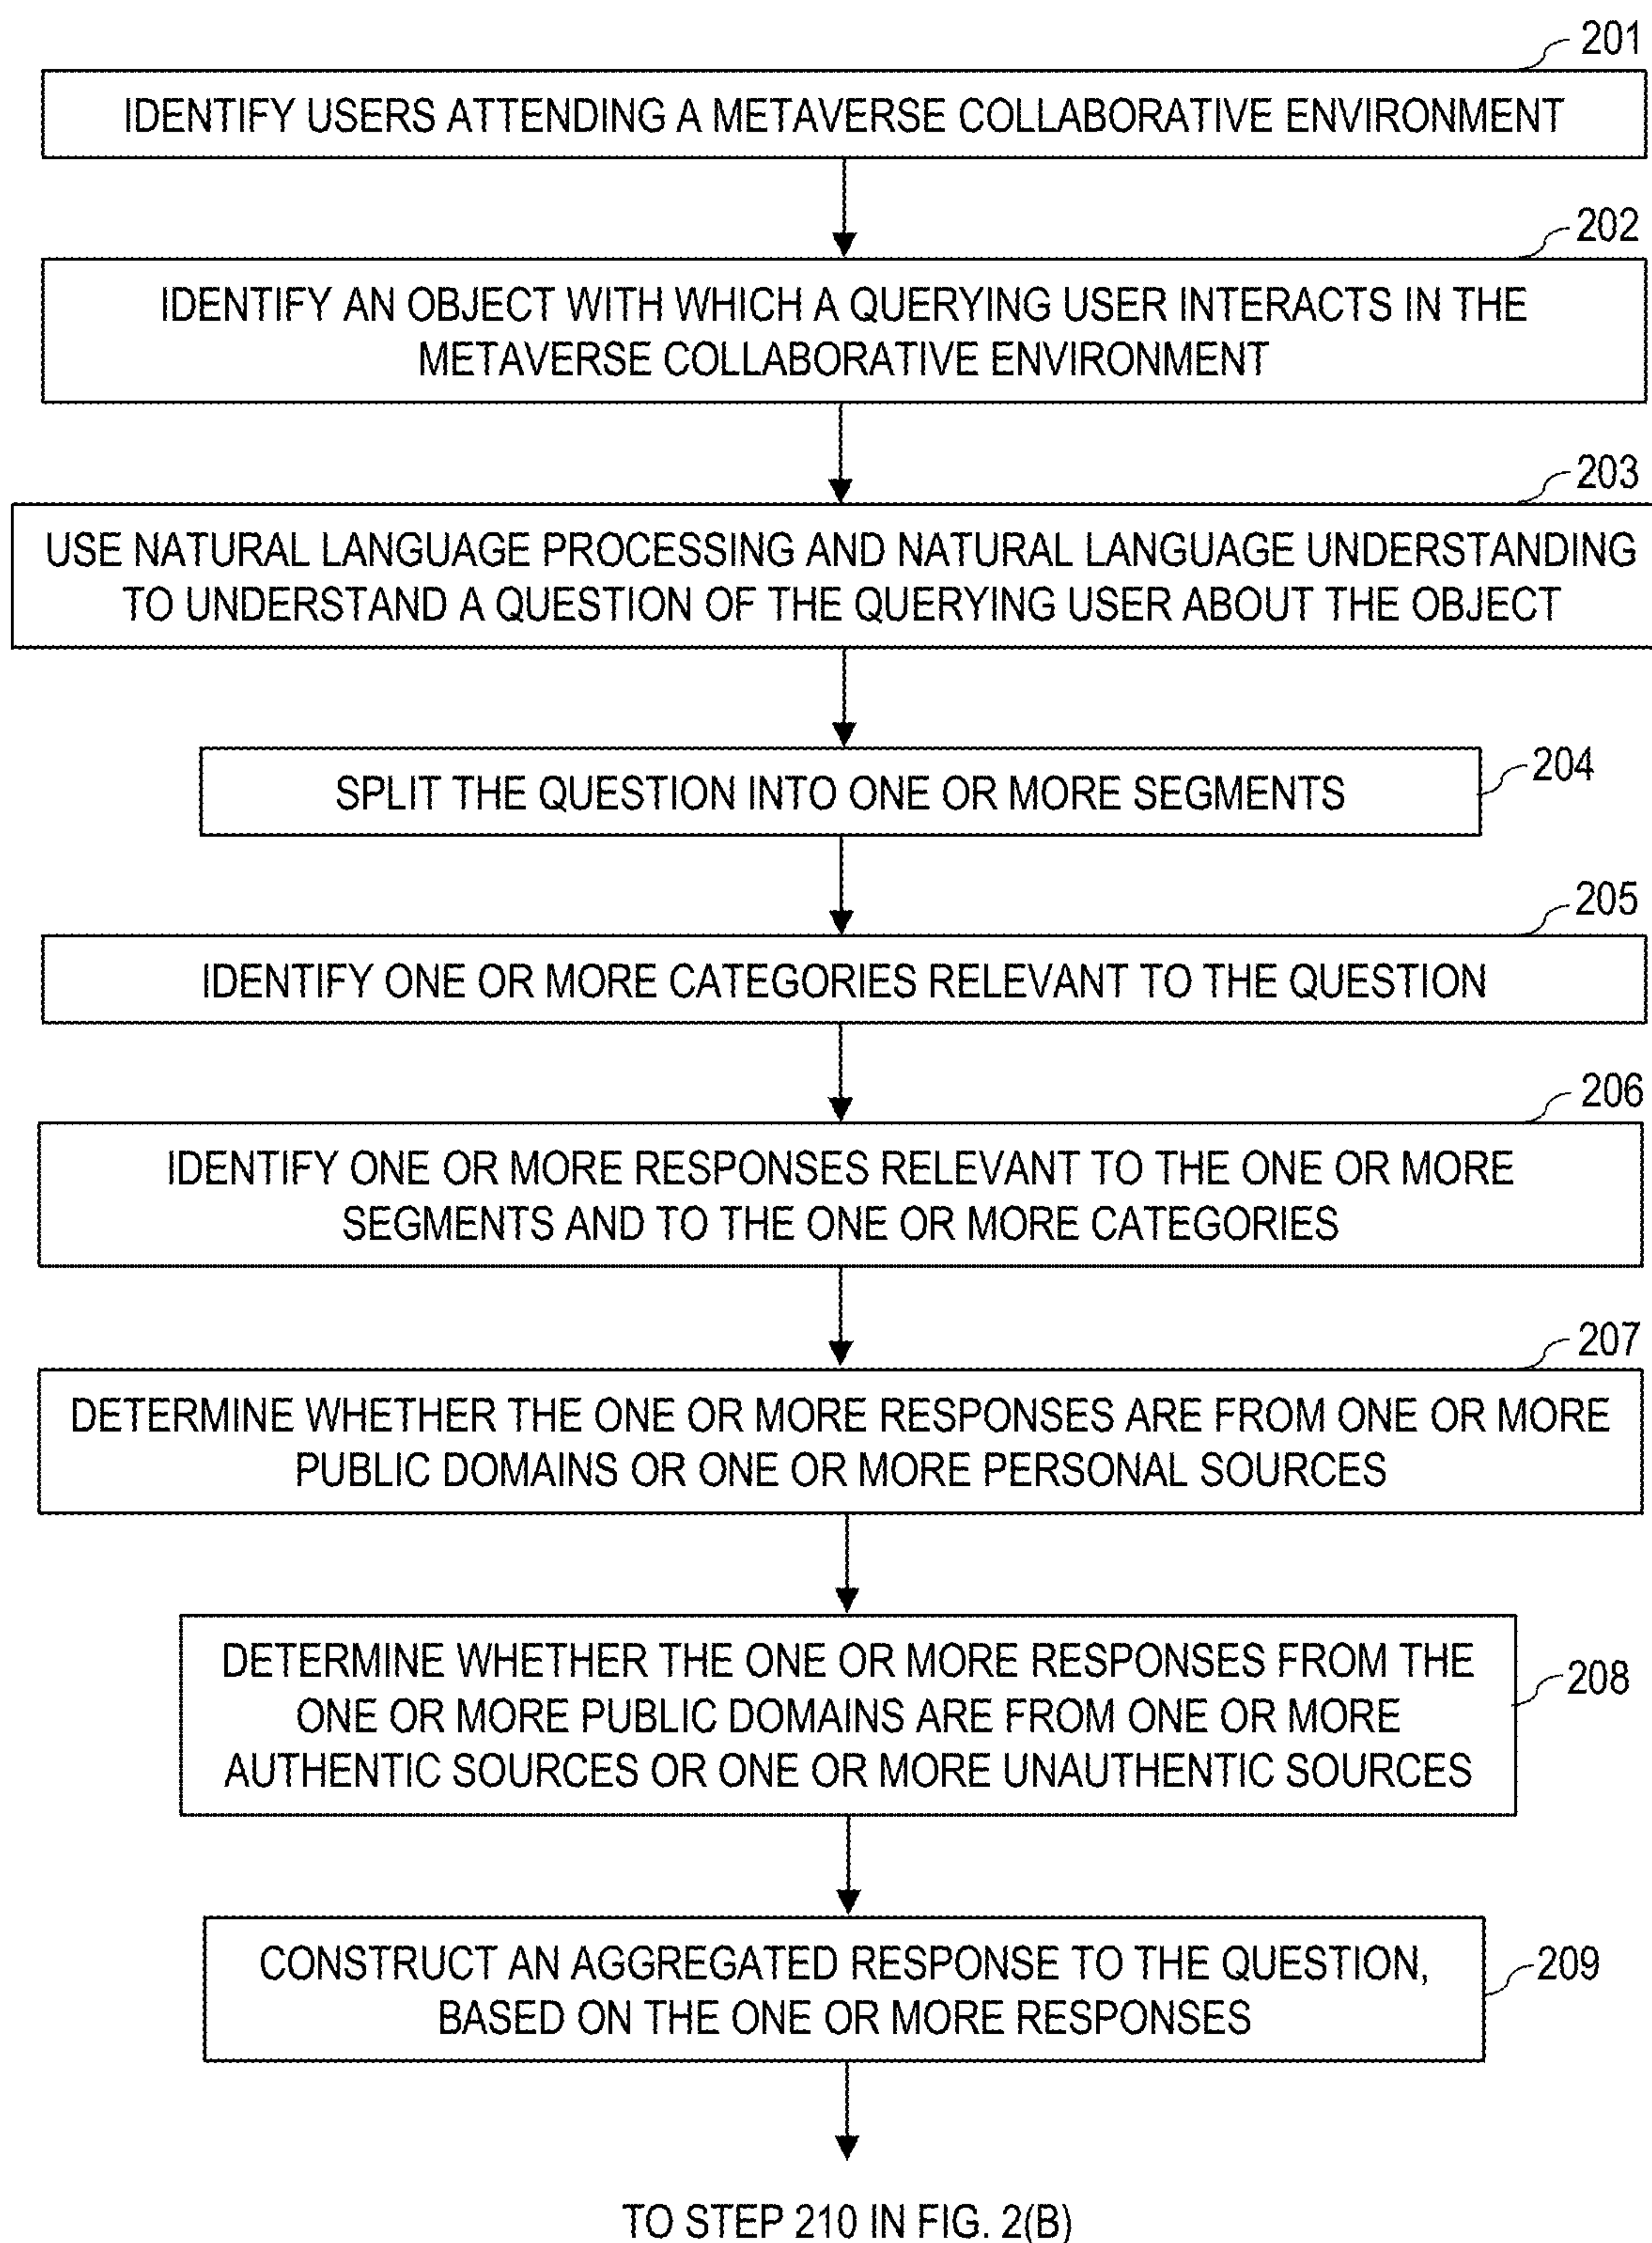 201
IDENTIFY USERS ATTENDING A METAVERSE COLLABORATIVE ENVIRONMENT
202
IDENTIFY AN OBJECT WITH WHICH A QUERYING USER INTERACTS IN THE
METAVERSE COLLABORATIVE ENVIRONMENT
203
USE NATURAL LANGUAGE PROCESSING AND NATURAL LANGUAGE UNDERSTANDING
TO UNDERSTAND A QUESTION OF THE QUERYING USER ABOUT THE OBJECT
204
SPLIT THE QUESTION INTO ONE OR MORE SEGMENTS
205
IDENTIFY ONE OR MORE CATEGORIES RELEVANT TO THE QUESTION
206
IDENTIFY ONE OR MORE RESPONSES RELEVANT TO THE ONE OR MORE
SEGMENTS AND TO THE ONE OR MORE CATEGORIES
207
DETERMINE WHETHER THE ONE OR MORE RESPONSES ARE FROM ONE OR MORE
PUBLIC DOMAINS OR ONE OR MORE PERSONAL SOURCES
DETERMINE WHETHER THE ONE OR MORE RESPONSES FROM THE
ONE OR MORE PUBLIC DOMAINS ARE FROM ONE OR MORE
AUTHENTIC SOURCES OR ONE OR MORE UNAUTHENTIC SOURCES
208
CONSTRUCT AN AGGREGATED RESPONSE TO THE QUESTION,
BASED ON THE ONE OR MORE RESPONSES
209
TO STEP 210 IN FIG. 2(B)